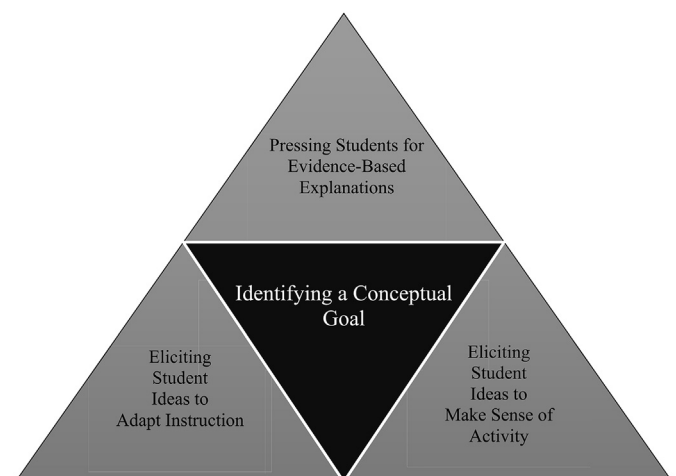 Pressing Students for
Evidence-Based
Explanations
Identifying a Conceptual
Goal
Eliciting
Student
Ideas to
Adapt Instruction
Eliciting
Student
Ideas to
Make Sense of
Activity